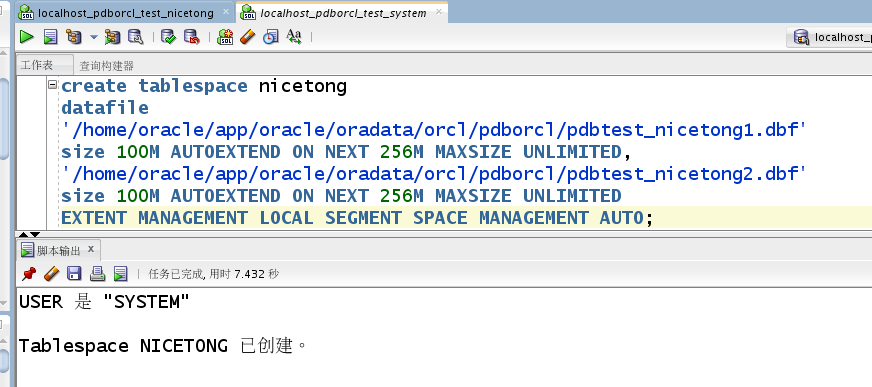 localhost_pdborcl_test_nicetong
localhost_pdborcl_test_system
localhost_p
工作表 查询构建器
create tablespace nicetong
datafile
'/home/oracle/app/oracle/oradata/orcl/pdborcl/pdbtest_nicetong1.dbf'
size 100M AUTOEXTEND ON NEXT 256M MAXSIZE UNLIMITED,
'/home/oracle/app/oracle/oradata/orcl/pdborcl/pdbtest_nicetong2.dbf'
size 100M AUTOEXTEND ON NEXT 256M MAXSIZE UNLIMITED
EXTENT MANAGEMENT LOCAL SEGMENT SPACE MANAGEMENT AUTO;
脚本输出 x
任务已完成, 用时 7.432 秒
USER 是 "SYSTEM"
Tablespace NICETONG 已创建。